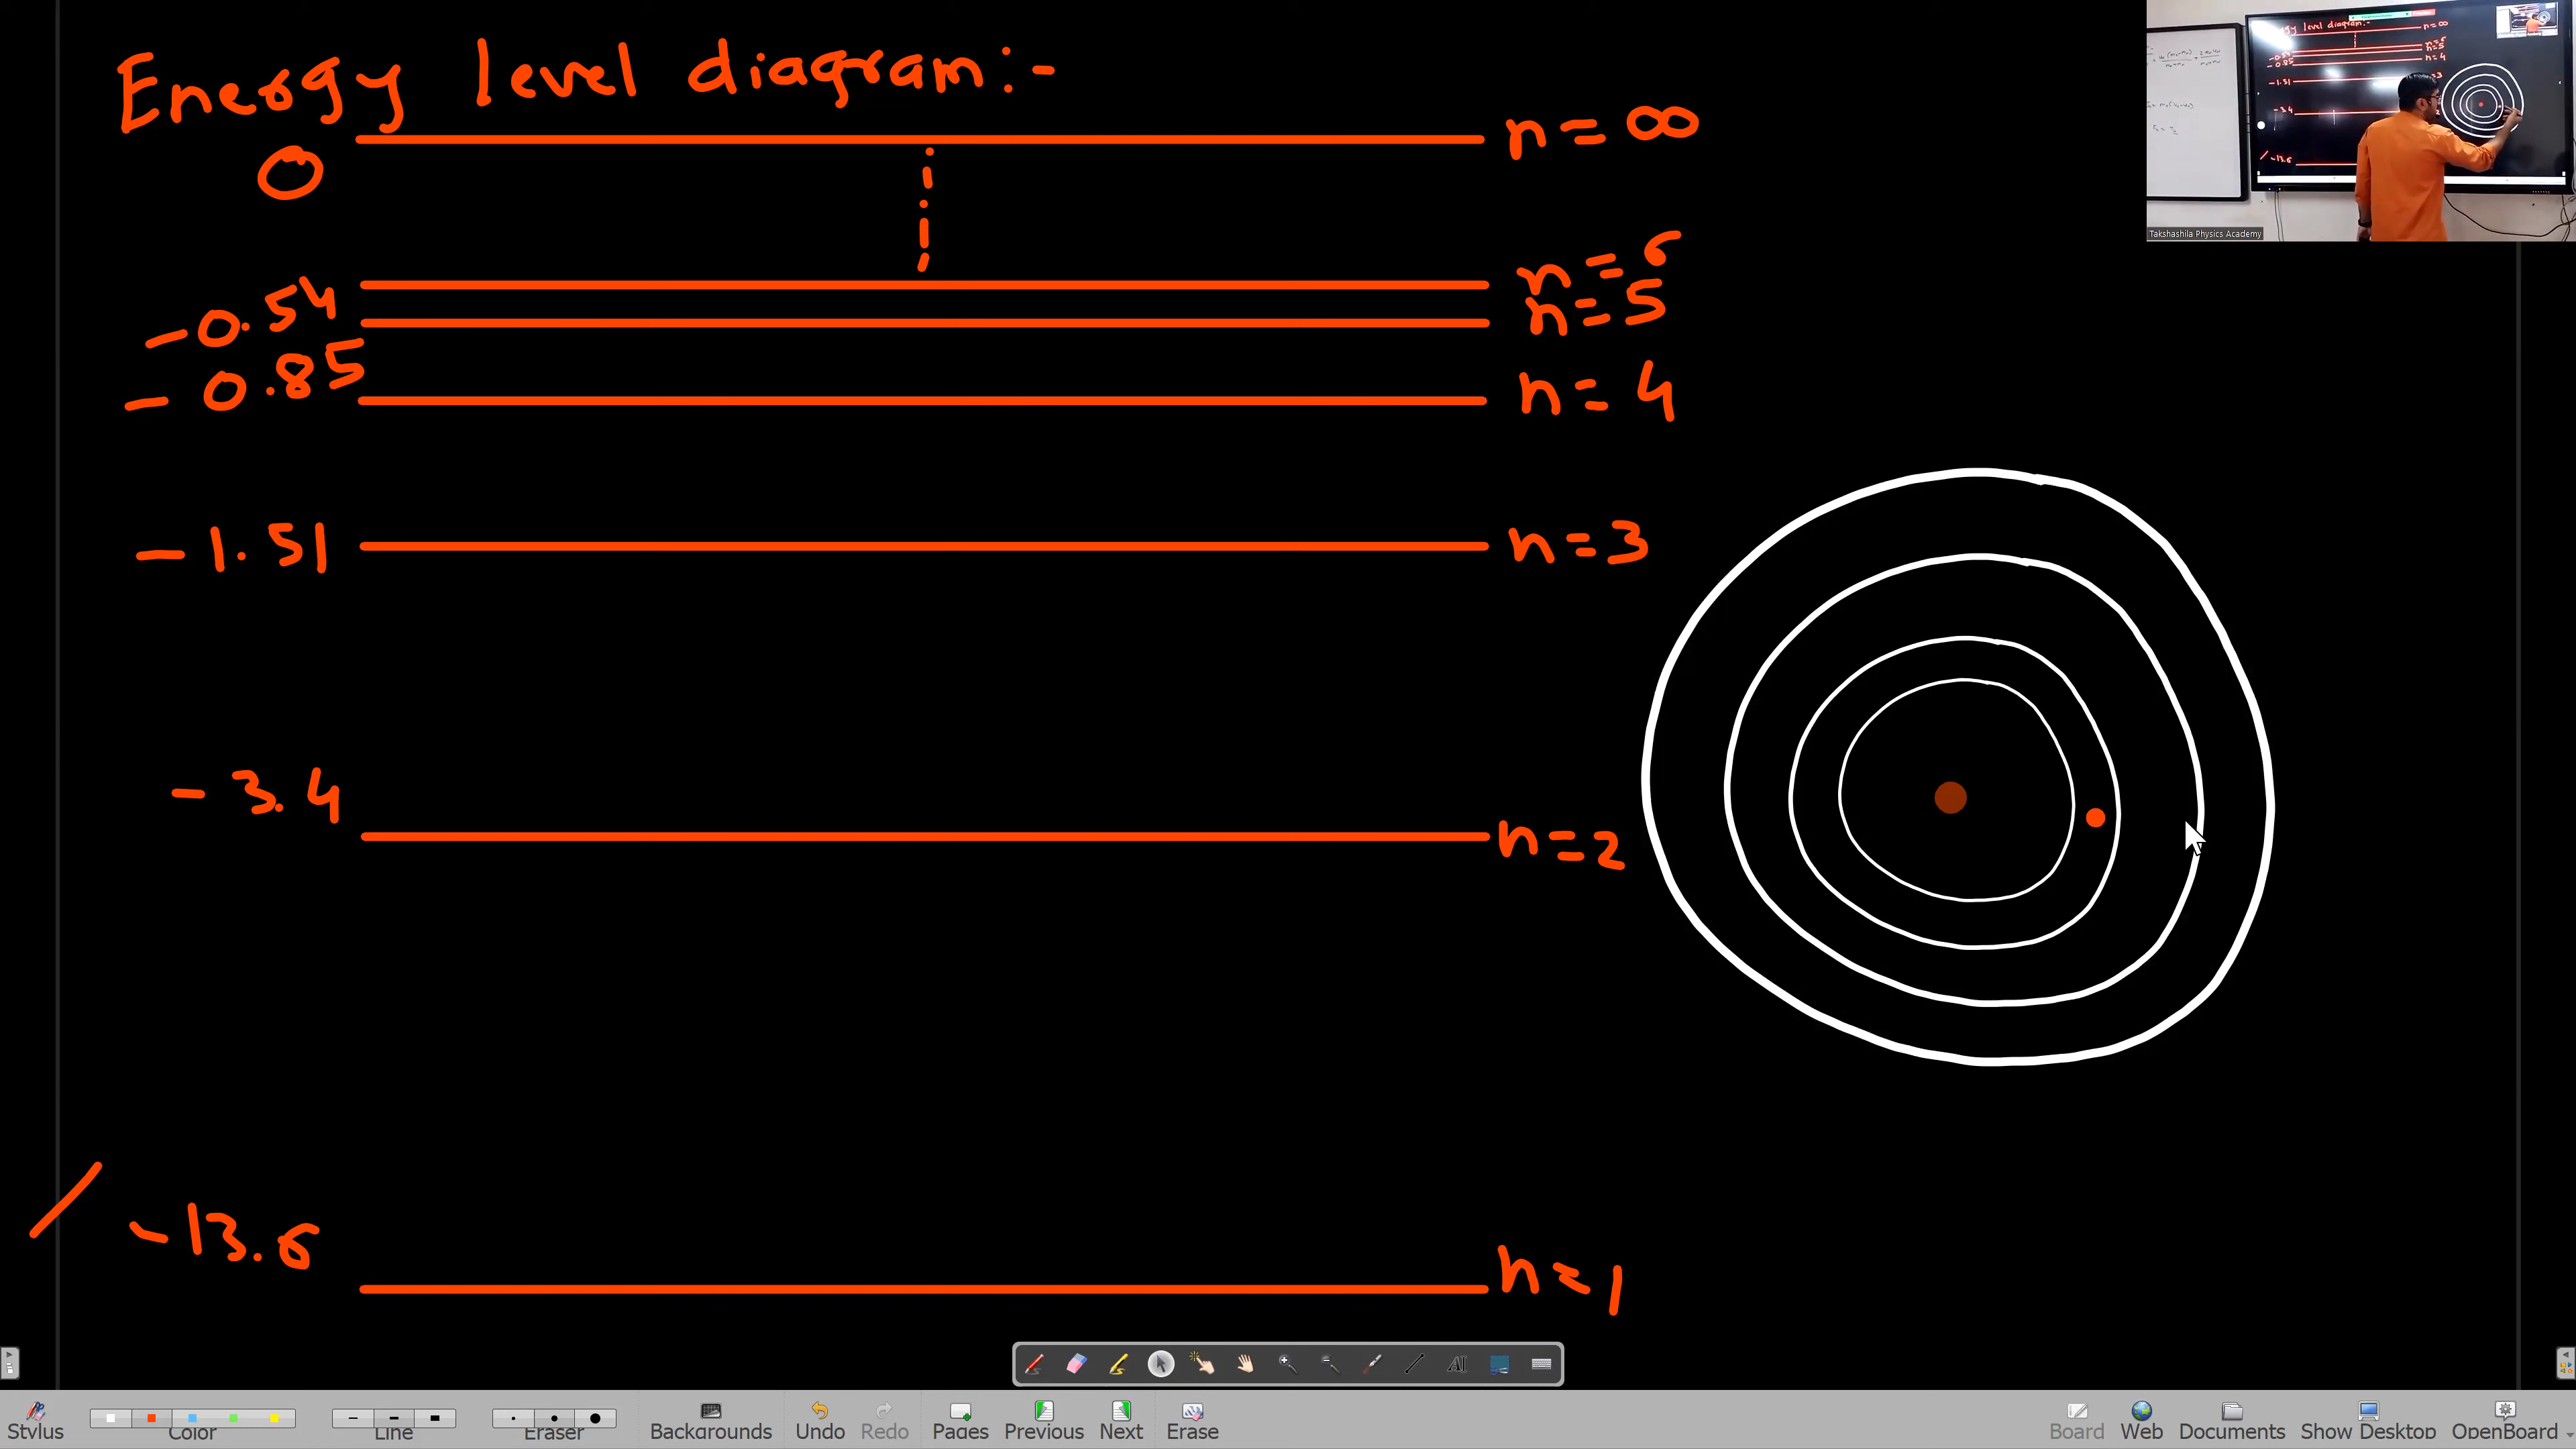 Energy level diagram:-
0 n = ∞
n = 6
-0.54 n = 5
-0.85 n = 4
-1.51 n = 3
-3.4 n = 2
-13.6 n = 1
Takshashila Physics Academy
Stylus Color Line Eraser Backgrounds Undo Redo Pages Previous Next Erase Board Web Documents Show Desktop OpenBoard